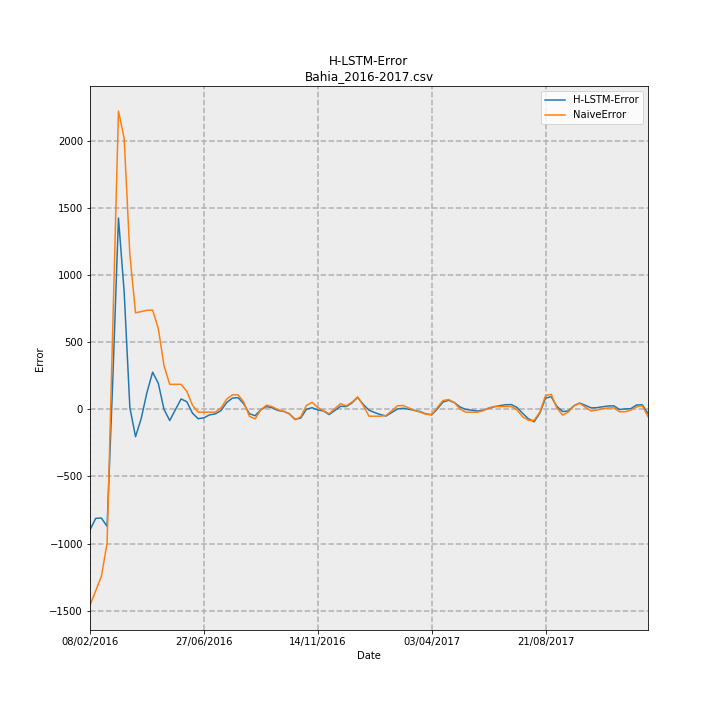 H-LSTM-Error
Bahia_2016-2017.csv
H-LSTM-Error
NaiveError
2000
1500
1000
500
0
−500
−1000
−1500
Error
08/02/2016
27/06/2016
14/11/2016
03/04/2017
21/08/2017
Date